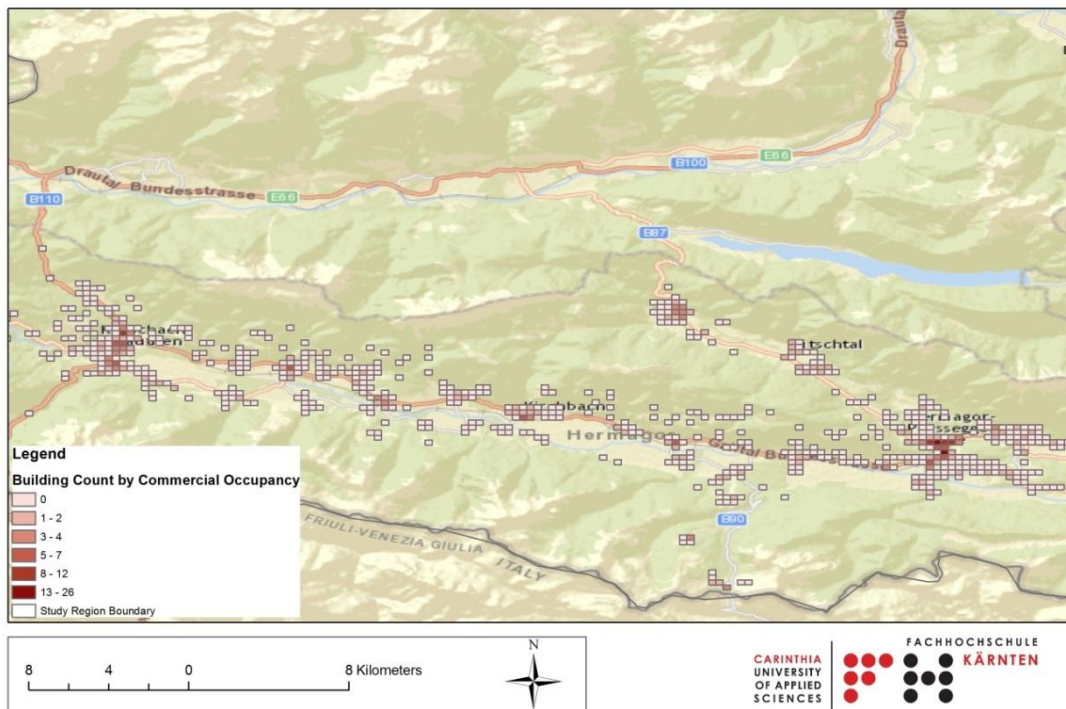 Drautal
Drautal Bundesstrasse
E66
B100
E66
B110
B87
Hermagor
B90
FRIULI-VENEZIA GIULIA
ITALY
Legend
Building Count by Commercial Occupancy
0
1 - 2
3 - 4
5 - 7
8 - 12
13 - 26
Study Region Boundary
8 4 0 8 Kilometers
N
CARINTHIA
UNIVERSITY
OF APPLIED
SCIENCES
FACHHOCHSCHULE
KÄRNTEN